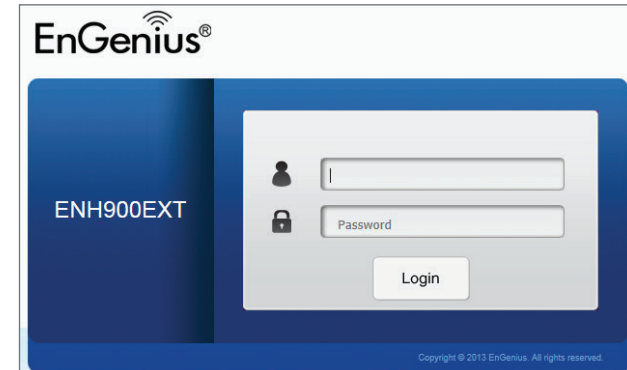 EnGenius®
ENH900EXT
Password
Login
Copyright © 2013 EnGenius. All rights reserved.